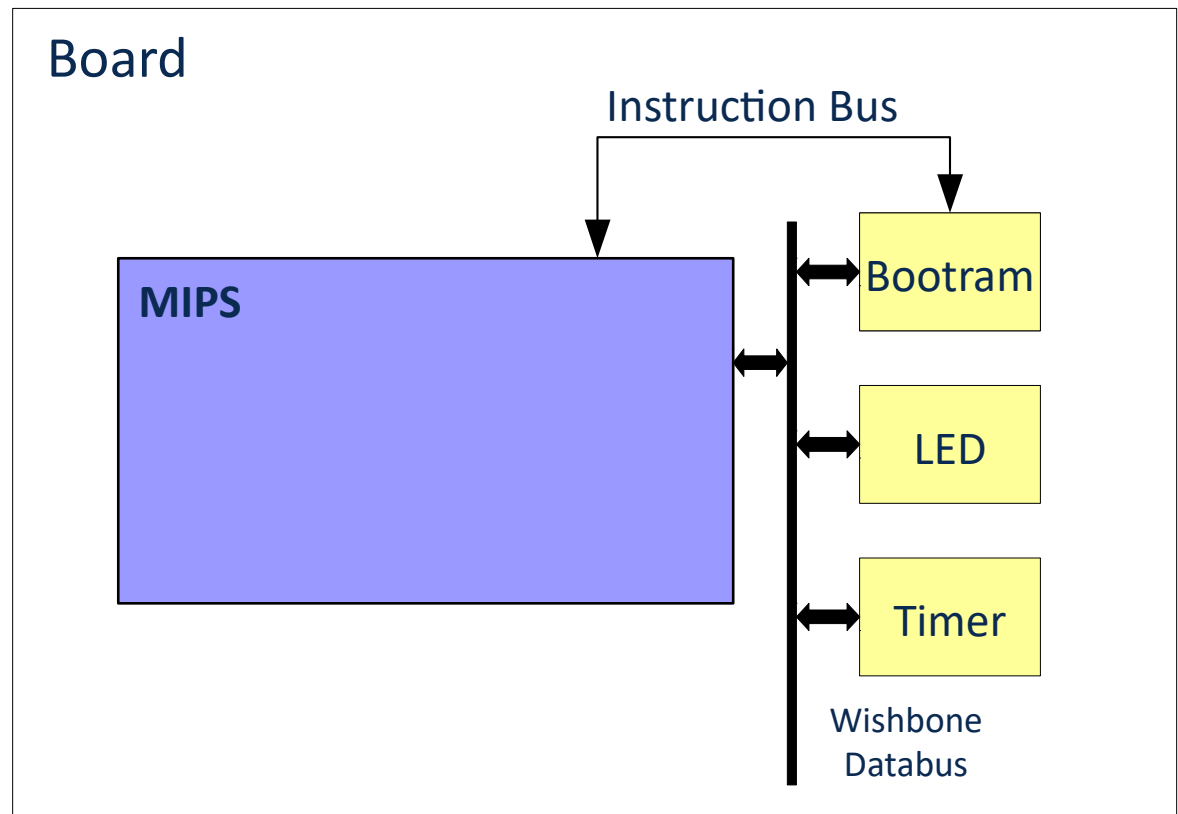 Board
Instruction Bus
MIPS
Bootram
LED
Timer
Wishbone
Databus